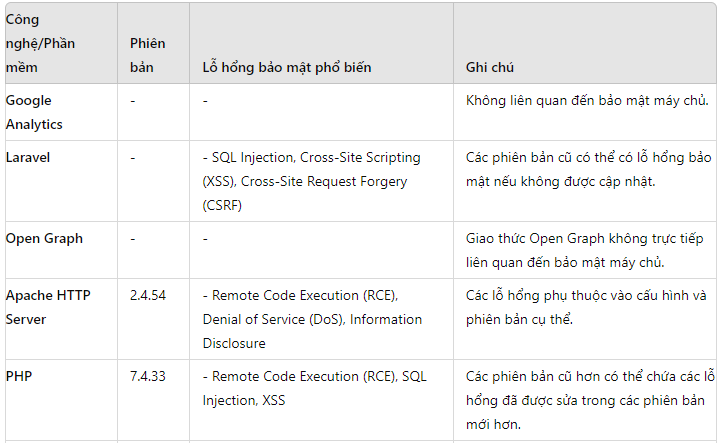 Công nghệ/Phần mềm | Phiên bản | Lỗ hổng bảo mật phổ biến | Ghi chú
Google Analytics | - | - | Không liên quan đến bảo mật máy chủ.
Laravel | - | - SQL Injection, Cross-Site Scripting (XSS), Cross-Site Request Forgery (CSRF) | Các phiên bản cũ có thể có lỗ hổng bảo mật nếu không được cập nhật.
Open Graph | - | - | Giao thức Open Graph không trực tiếp liên quan đến bảo mật máy chủ.
Apache HTTP Server | 2.4.54 | - Remote Code Execution (RCE), Denial of Service (DoS), Information Disclosure | Các lỗ hổng phụ thuộc vào cấu hình và phiên bản cụ thể.
PHP | 7.4.33 | - Remote Code Execution (RCE), SQL Injection, XSS | Các phiên bản cũ hơn có thể chứa các lỗ hổng đã được sửa trong các phiên bản mới hơn.